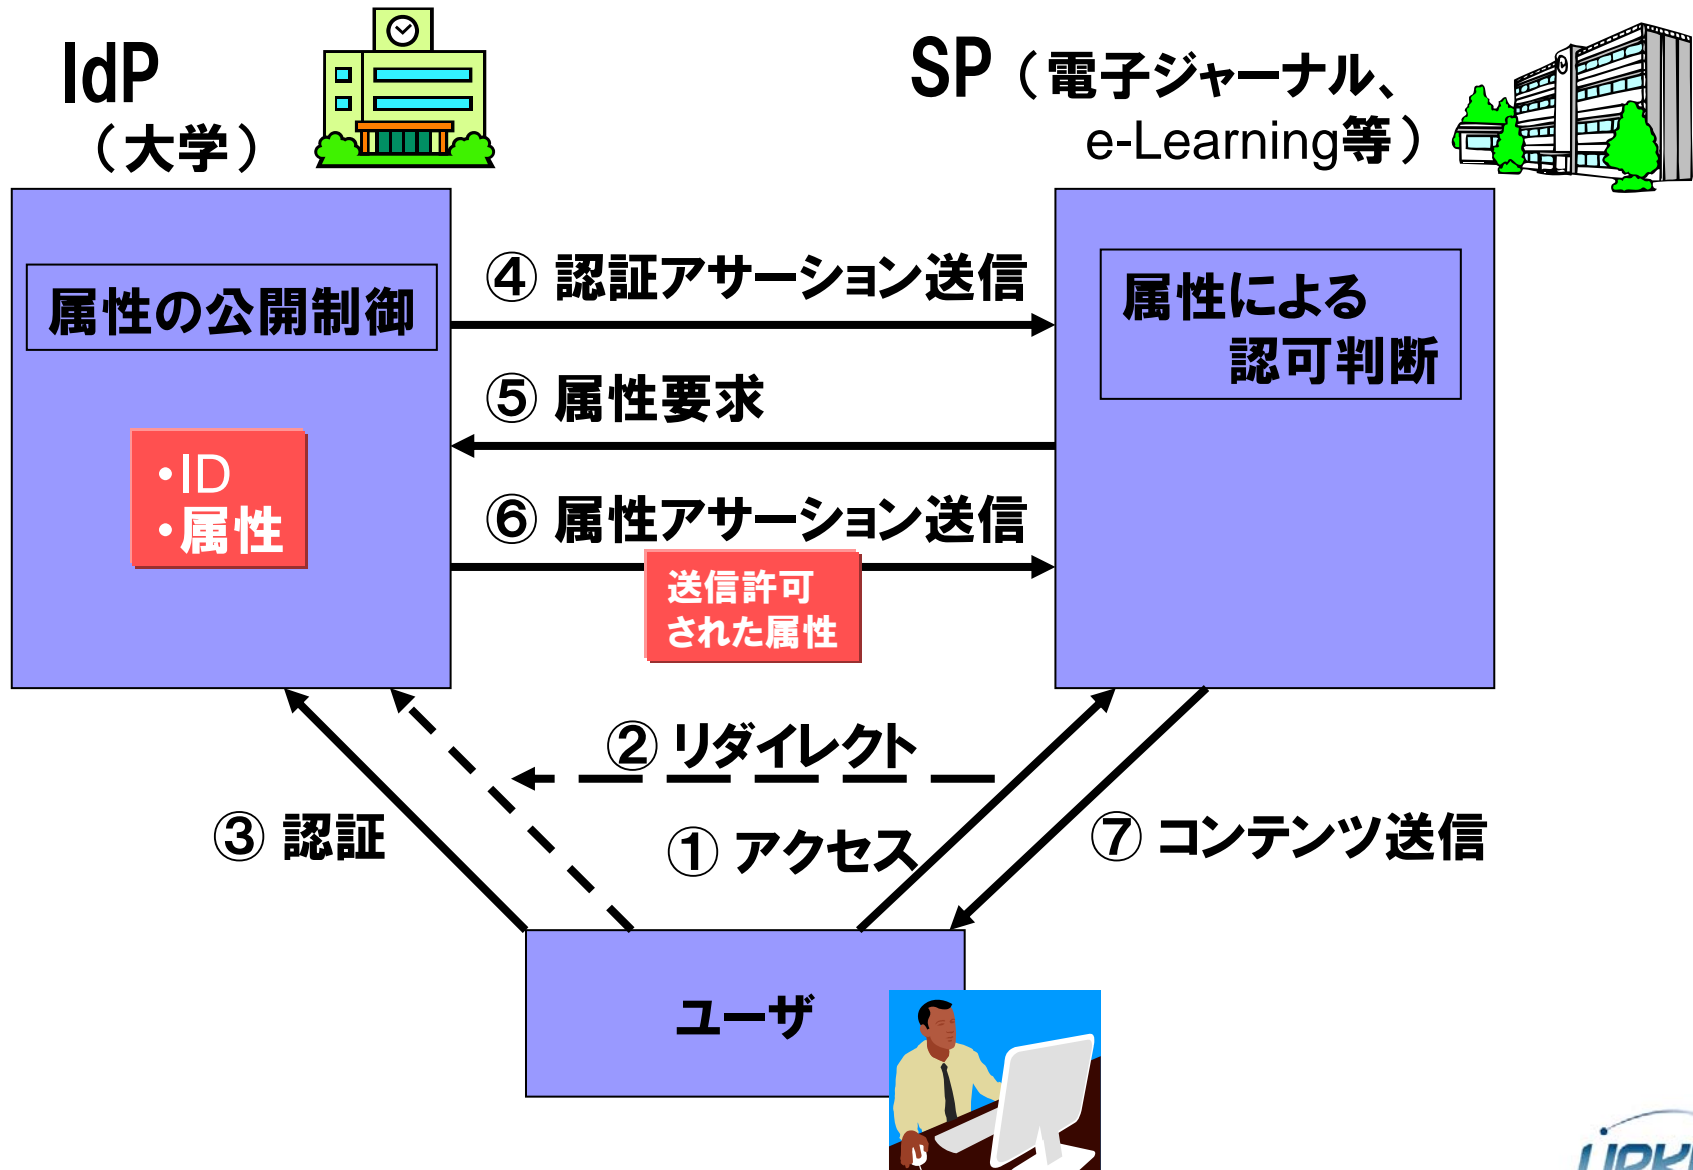 IdP
（大学）
SP（電子ジャーナル、
e-Learning等）
属性の公開制御
・ID
・属性
④ 認証アサーション送信
⑤ 属性要求
⑥ 属性アサーション送信
送信許可
された属性
属性による
認可判断
② リダイレクト
③ 認証
① アクセス
⑦ コンテンツ送信
ユーザ